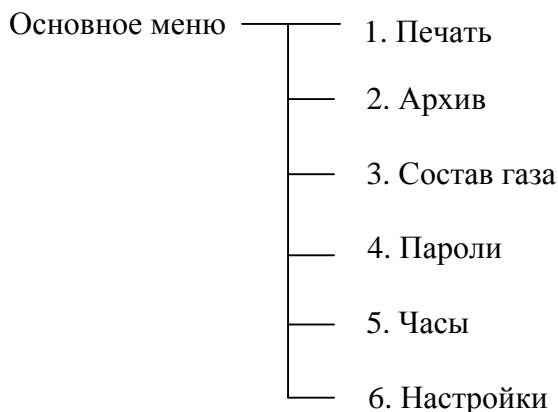 Основное меню
1. Печать
2. Архив
3. Состав газа
4. Пароли
5. Часы
6. Настройки